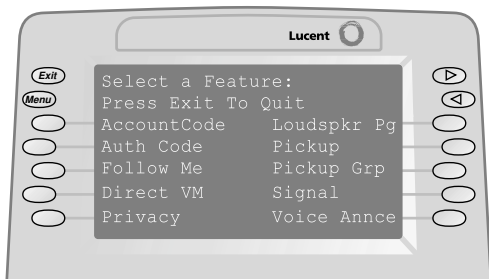 Lucent
Exit
Menu
Select a Feature:
Press Exit To Quit
AccountCode Loudspkr Pg
Auth Code Pickup
Follow Me Pickup Grp
Direct VM Signal
Privacy Voice Annce